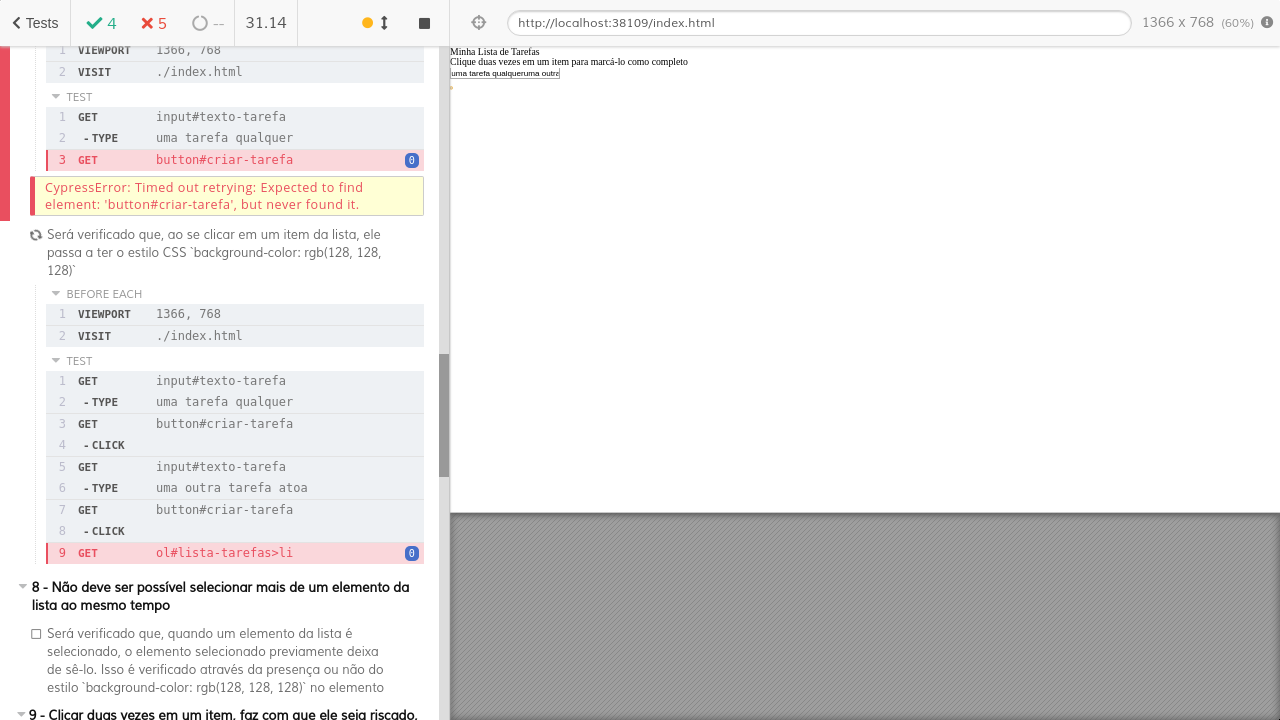 Tests
4
5
--
31.14
http://localhost:38109/index.html
1366 x 768 (60%)
1 VIEWPORT 1366, 768
2 VISIT ./index.html
TEST
1 GET input#texto-tarefa
2 -TYPE uma tarefa qualquer
3 GET button#criar-tarefa 0
CypressError: Timed out retrying: Expected to find
element: 'button#criar-tarefa', but never found it.
Será verificado que, ao se clicar em um item da lista, ele
passa a ter o estilo CSS `background-color: rgb(128, 128,
128)`
BEFORE EACH
1 VIEWPORT 1366, 768
2 VISIT ./index.html
TEST
1 GET input#texto-tarefa
2 -TYPE uma tarefa qualquer
3 GET button#criar-tarefa
4 -CLICK
5 GET input#texto-tarefa
6 -TYPE uma outra tarefa atoa
7 GET button#criar-tarefa
8 -CLICK
9 GET ol#lista-tarefas>li 0
8 - Não deve ser possível selecionar mais de um elemento da
lista ao mesmo tempo
Será verificado que, quando um elemento da lista é
selecionado, o elemento selecionado previamente deixa
de sê-lo. Isso é verificado através da presença ou não do
estilo `background-color: rgb(128, 128, 128)` no elemento
9 - Clicar duas vezes em um item, faz com que ele seja riscado,
Minha Lista de Tarefas
Clique duas vezes em um item para marcá-lo como completo
uma tarefa qualqueruma outra